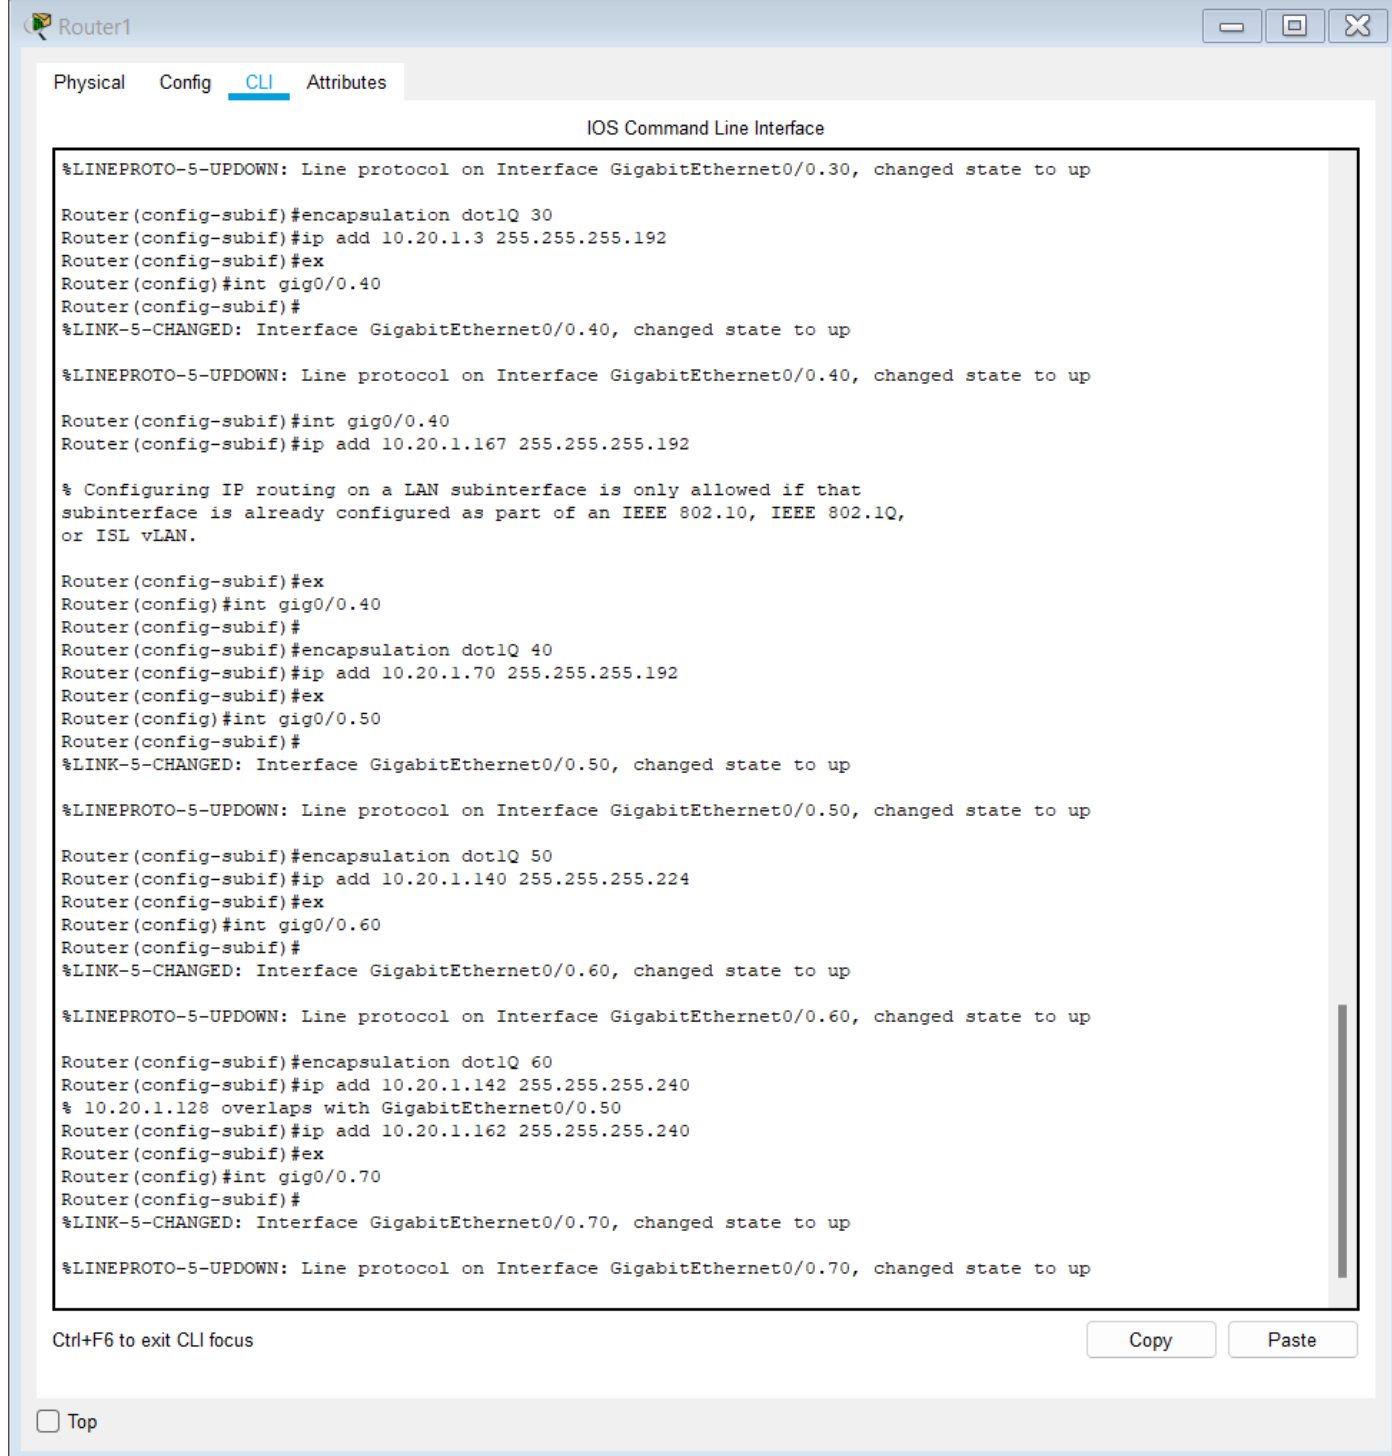 Router1
Physical Config CLI Attributes
IOS Command Line Interface
%LINEPROTO-5-UPDOWN: Line protocol on Interface GigabitEthernet0/0.30, changed state to up
Router(config-subif)#encapsulation dot1Q 30
Router(config-subif)#ip add 10.20.1.3 255.255.255.192
Router(config-subif)#ex
Router(config)#int gig0/0.40
Router(config-subif)#
%LINK-5-CHANGED: Interface GigabitEthernet0/0.40, changed state to up
%LINEPROTO-5-UPDOWN: Line protocol on Interface GigabitEthernet0/0.40, changed state to up
Router(config-subif)#int gig0/0.40
Router(config-subif)#ip add 10.20.1.167 255.255.255.192
% Configuring IP routing on a LAN subinterface is only allowed if that
subinterface is already configured as part of an IEEE 802.10, IEEE 802.1Q,
or ISL vLAN.
Router(config-subif)#ex
Router(config)#int gig0/0.40
Router(config-subif)#
Router(config-subif)#encapsulation dot1Q 40
Router(config-subif)#ip add 10.20.1.70 255.255.255.192
Router(config-subif)#ex
Router(config)#int gig0/0.50
Router(config-subif)#
%LINK-5-CHANGED: Interface GigabitEthernet0/0.50, changed state to up
%LINEPROTO-5-UPDOWN: Line protocol on Interface GigabitEthernet0/0.50, changed state to up
Router(config-subif)#encapsulation dot1Q 50
Router(config-subif)#ip add 10.20.1.140 255.255.255.224
Router(config-subif)#ex
Router(config)#int gig0/0.60
Router(config-subif)#
%LINK-5-CHANGED: Interface GigabitEthernet0/0.60, changed state to up
%LINEPROTO-5-UPDOWN: Line protocol on Interface GigabitEthernet0/0.60, changed state to up
Router(config-subif)#encapsulation dot1Q 60
Router(config-subif)#ip add 10.20.1.142 255.255.255.240
% 10.20.1.128 overlaps with GigabitEthernet0/0.50
Router(config-subif)#ip add 10.20.1.162 255.255.255.240
Router(config-subif)#ex
Router(config)#int gig0/0.70
Router(config-subif)#
%LINK-5-CHANGED: Interface GigabitEthernet0/0.70, changed state to up
%LINEPROTO-5-UPDOWN: Line protocol on Interface GigabitEthernet0/0.70, changed state to up
Ctrl+F6 to exit CLI focus Copy Paste
Top